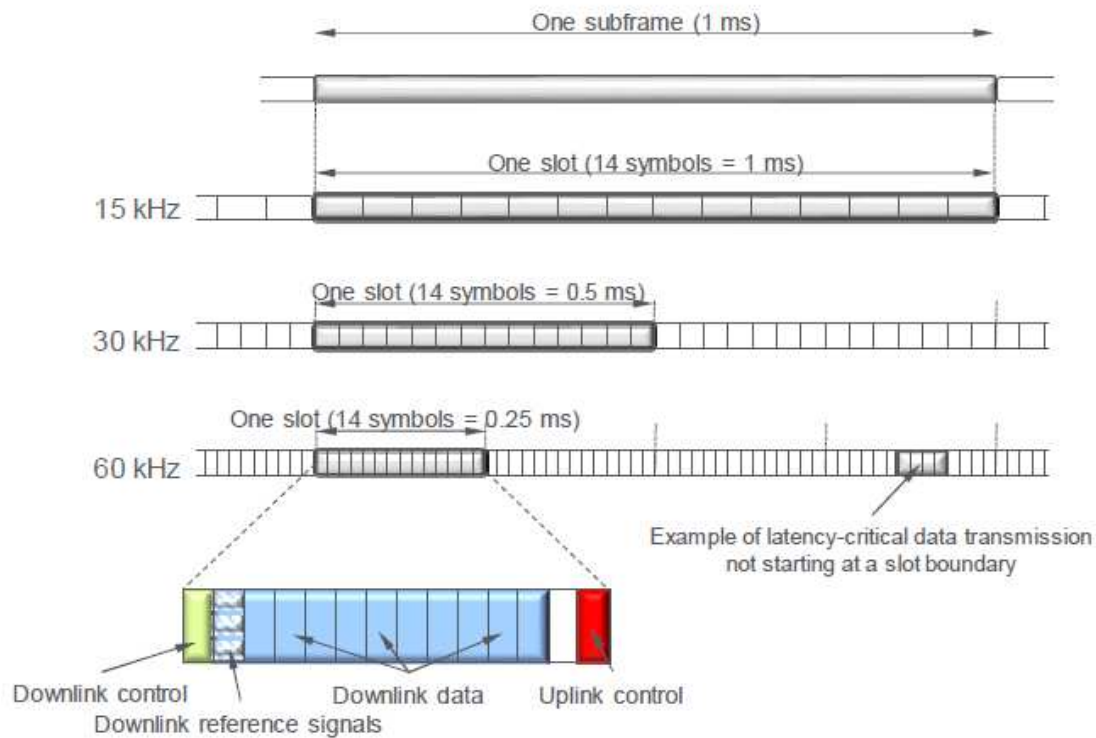 One subframe (1 ms)
One slot (14 symbols = 1 ms)
15 kHz
One slot (14 symbols = 0.5 ms)
30 kHz
One slot (14 symbols = 0.25 ms)
60 kHz
Example of latency-critical data transmission
not starting at a slot boundary
Downlink control
Downlink reference signals
Downlink data
Uplink control